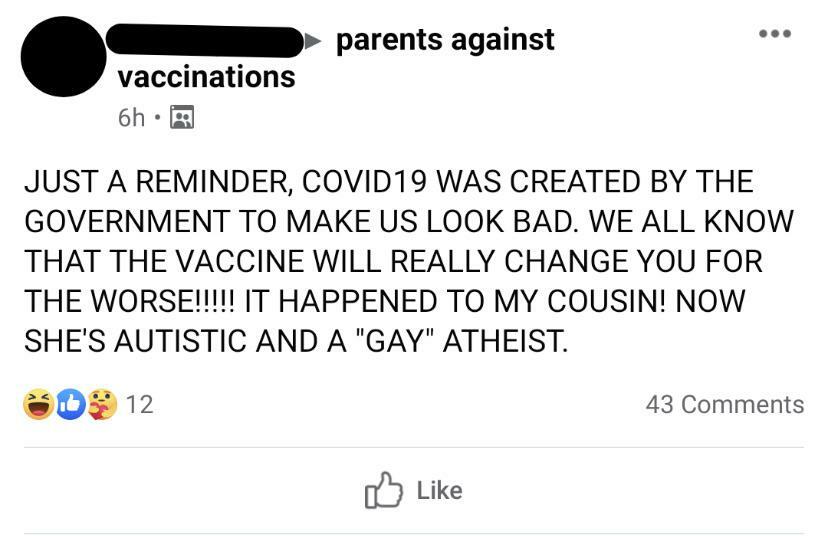 parents against
vaccinations
6h •
JUST A REMINDER, COVID19 WAS CREATED BY THE
GOVERNMENT TO MAKE US LOOK BAD. WE ALL KNOW
THAT THE VACCINE WILL REALLY CHANGE YOU FOR
THE WORSE!!!!! IT HAPPENED TO MY COUSIN! NOW
SHE'S AUTISTIC AND A "GAY" ATHEIST.
12
43 Comments
Like